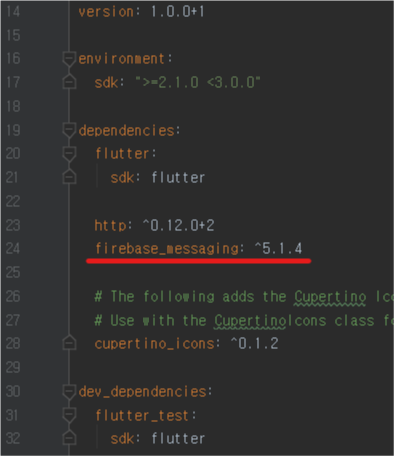 14 version: 1.0.0+1
15
16 environment:
17 sdk: ">=2.1.0 <3.0.0"
18
19 dependencies:
20 flutter:
21 sdk: flutter
22
23 http: ^0.12.0+2
24 firebase_messaging: ^5.1.4
25
26 # The following adds the Cupertino Ico
27 # Use with the CupertinoIcons class fo
28 cupertino_icons: ^0.1.2
29
30 dev_dependencies:
31 flutter_test:
32 sdk: flutter